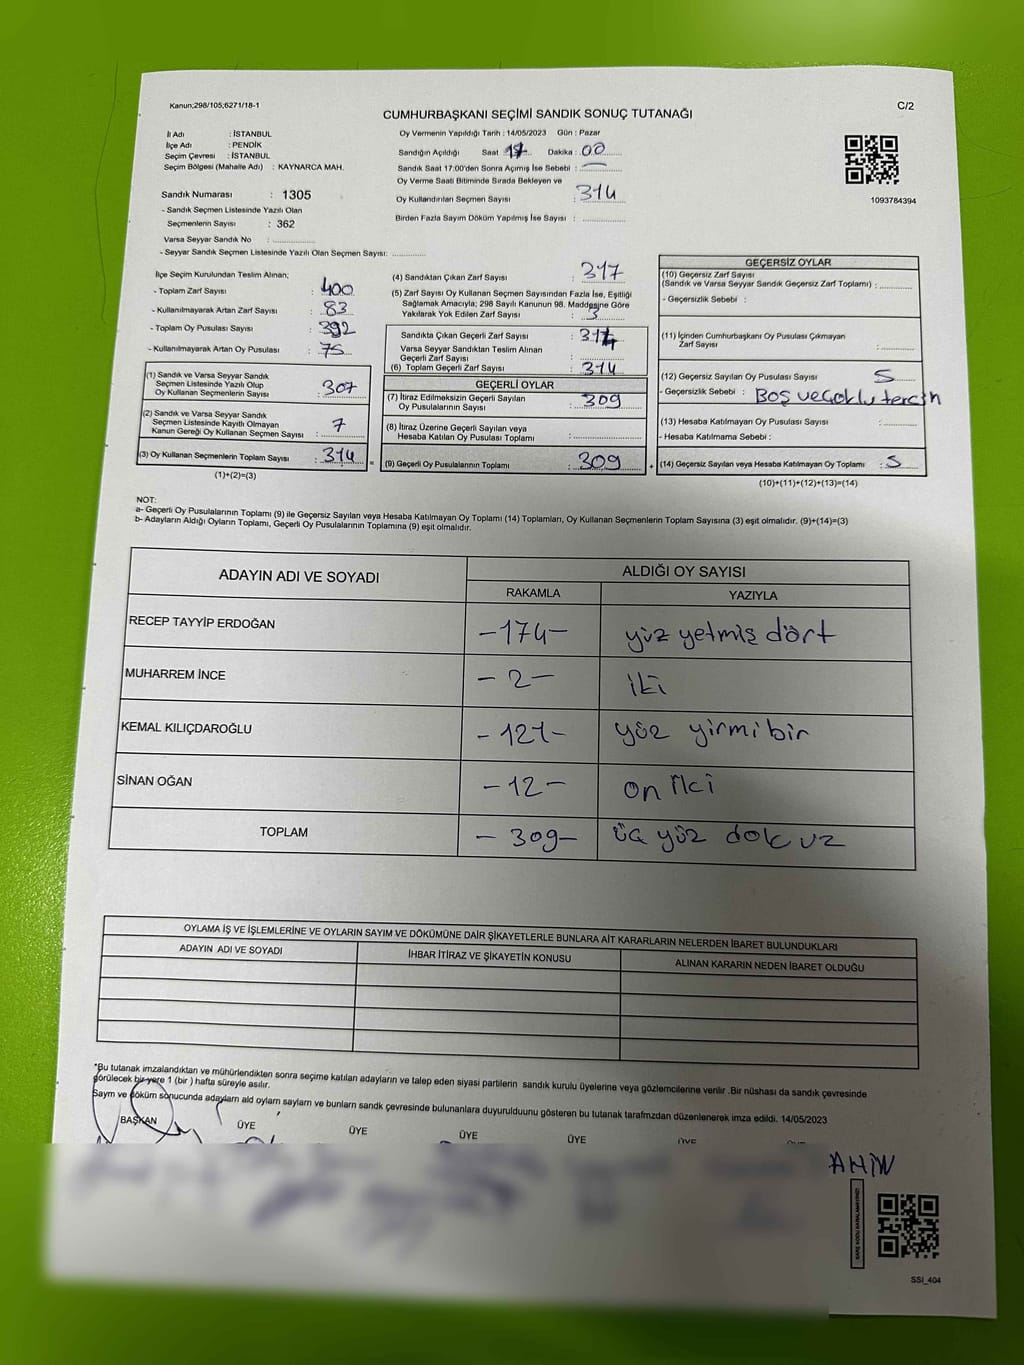 Kanun;298/105;6271/18-1
C/2
CUMHURBAŞKANI SEÇİMİ SANDIK SONUÇ TUTANAĞI
İl Adı : İSTANBUL
İlçe Adı : PENDİK
Seçim Çevresi : İSTANBUL
Seçim Bölgesi (Mahalle Adı) : KAYNARCA MAH.
Sandık Numarası : 1305
- Sandık Seçmen Listesinde Yazılı Olan
Seçmenlerin Sayısı : 362
Varsa Seyyar Sandık No :
- Seyyar Sandık Seçmen Listesinde Yazılı Olan Seçmen Sayısı:
Oy Vermenin Yapıldığı Tarih : 14/05/2023 Gün : Pazar
Sandığın Açıldığı Saat 17 Dakika : 00
Sandık Saat 17:00'den Sonra Açımış İse Sebebi :
Oy Verme Saati Bitiminde Sırada Bekleyen ve
Oy Kullandırılan Seçmen Sayısı : 314
Birden Fazla Sayım Döküm Yapılmış İse Sayısı :
1093784394
İlçe Seçim Kurulundan Teslim Alınan;
- Toplam Zarf Sayısı : 400
- Kullanılmayarak Artan Zarf Sayısı : 83
- Toplam Oy Pusulası Sayısı : 392
- Kullanılmayarak Artan Oy Pusulası : 75
(1) Sandık ve Varsa Seyyar Sandık
Seçmen Listesinde Yazılı Olup
Oy Kullanan Seçmenlerin Sayısı : 307
(2) Sandık ve Varsa Seyyar Sandık
Seçmen Listesinde Kayıtlı Olmayan
Kanun Gereği Oy Kullanan Seçmen Sayısı : 7
(3) Oy Kullanan Seçmenlerin Toplam Sayısı : 314
(1)+(2)=(3)
(4) Sandıktan Çıkan Zarf Sayısı : 317
(5) Zarf Sayısı Oy Kullanan Seçmen Sayısından Fazla İse, Eşitliği
Sağlamak Amacıyla; 298 Sayılı Kanunun 98. Maddesine Göre
Yakılarak Yok Edilen Zarf Sayısı : 3
Sandıkta Çıkan Geçerli Zarf Sayısı : 314
Varsa Seyyar Sandıktan Teslim Alınan
Geçerli Zarf Sayısı :
(6) Toplam Geçerli Zarf Sayısı : 314
GEÇERLİ OYLAR
(7) İtiraz Edilmeksizin Geçerli Sayılan
Oy Pusulalarının Sayısı : 309
(8) İtiraz Üzerine Geçerli Sayılan veya
Hesaba Katılan Oy Pusulası Toplamı :
(9) Geçerli Oy Pusulalarının Toplamı : 309
GEÇERSİZ OYLAR
(10) Geçersiz Zarf Sayısı
(Sandık ve Varsa Seyyar Sandık Geçersiz Zarf Toplamı) :
- Geçersizlik Sebebi :
(11) İçinden Cumhurbaşkanı Oy Pusulası Çıkmayan
Zarf Sayısı :
(12) Geçersiz Sayılan Oy Pusulası Sayısı : 5
- Geçersizlik Sebebi : Boş ve Çoklu tercih
(13) Hesaba Katılmayan Oy Pusulası Sayısı :
- Hesaba Katılmama Sebebi :
(14) Geçersiz Sayılan veya Hesaba Katılmayan Oy Toplamı : 5
(10)+(11)+(12)+(13)=(14)
NOT:
a- Geçerli Oy Pusulalarının Toplamı (9) ile Geçersiz Sayılan veya Hesaba Katılmayan Oy Toplamı (14) Toplamları, Oy Kullanan Seçmenlerin Toplam Sayısına (3) eşit olmalıdır. (9)+(14)=(3)
b- Adayların Aldığı Oyların Toplamı, Geçerli Oy Pusulalarının Toplamına (9) eşit olmalıdır.
ADAYIN ADI VE SOYADI ALDIĞI OY SAYISI
RAKAMLA YAZIYLA
RECEP TAYYİP ERDOĞAN -174- yüz yetmiş dört
MUHARREM İNCE -2- iki
KEMAL KILIÇDAROĞLU -121- yüz yirmi bir
SİNAN OĞAN -12- on iki
TOPLAM -309- üç yüz dokuz
OYLAMA İŞ VE İŞLEMLERİNE VE OYLARIN SAYIM VE DÖKÜMÜNE DAİR ŞİKAYETLERLE BUNLARA AİT KARARLARIN NELERDEN İBARET BULUNDUKLARI
ADAYIN ADI VE SOYADI İHBAR İTİRAZ VE ŞİKAYETİN KONUSU ALINAN KARARIN NEDEN İBARET OLDUĞU
*Bu tutanak imzalandıktan ve mühürlendikten sonra seçime katılan adayların ve talep eden siyasi partilerin sandık kurulu üyelerine veya gözlemcilerine verilir .Bir nüshası da sandık çevresinde
görülecek bir yere 1 (bir ) hafta süreyle asılır.
Saym ve döküm sonucunda adaylarn ald oylarn saylarn ve bunlarn sandk çevresinde bulunanlara duyurulduunu gösteren bu tutanak tarafmzdan düzenlenerek imza edildi. 14/05/2023
BAŞKAN ÜYE ÜYE ÜYE ÜYE ÜYE
SSI_404